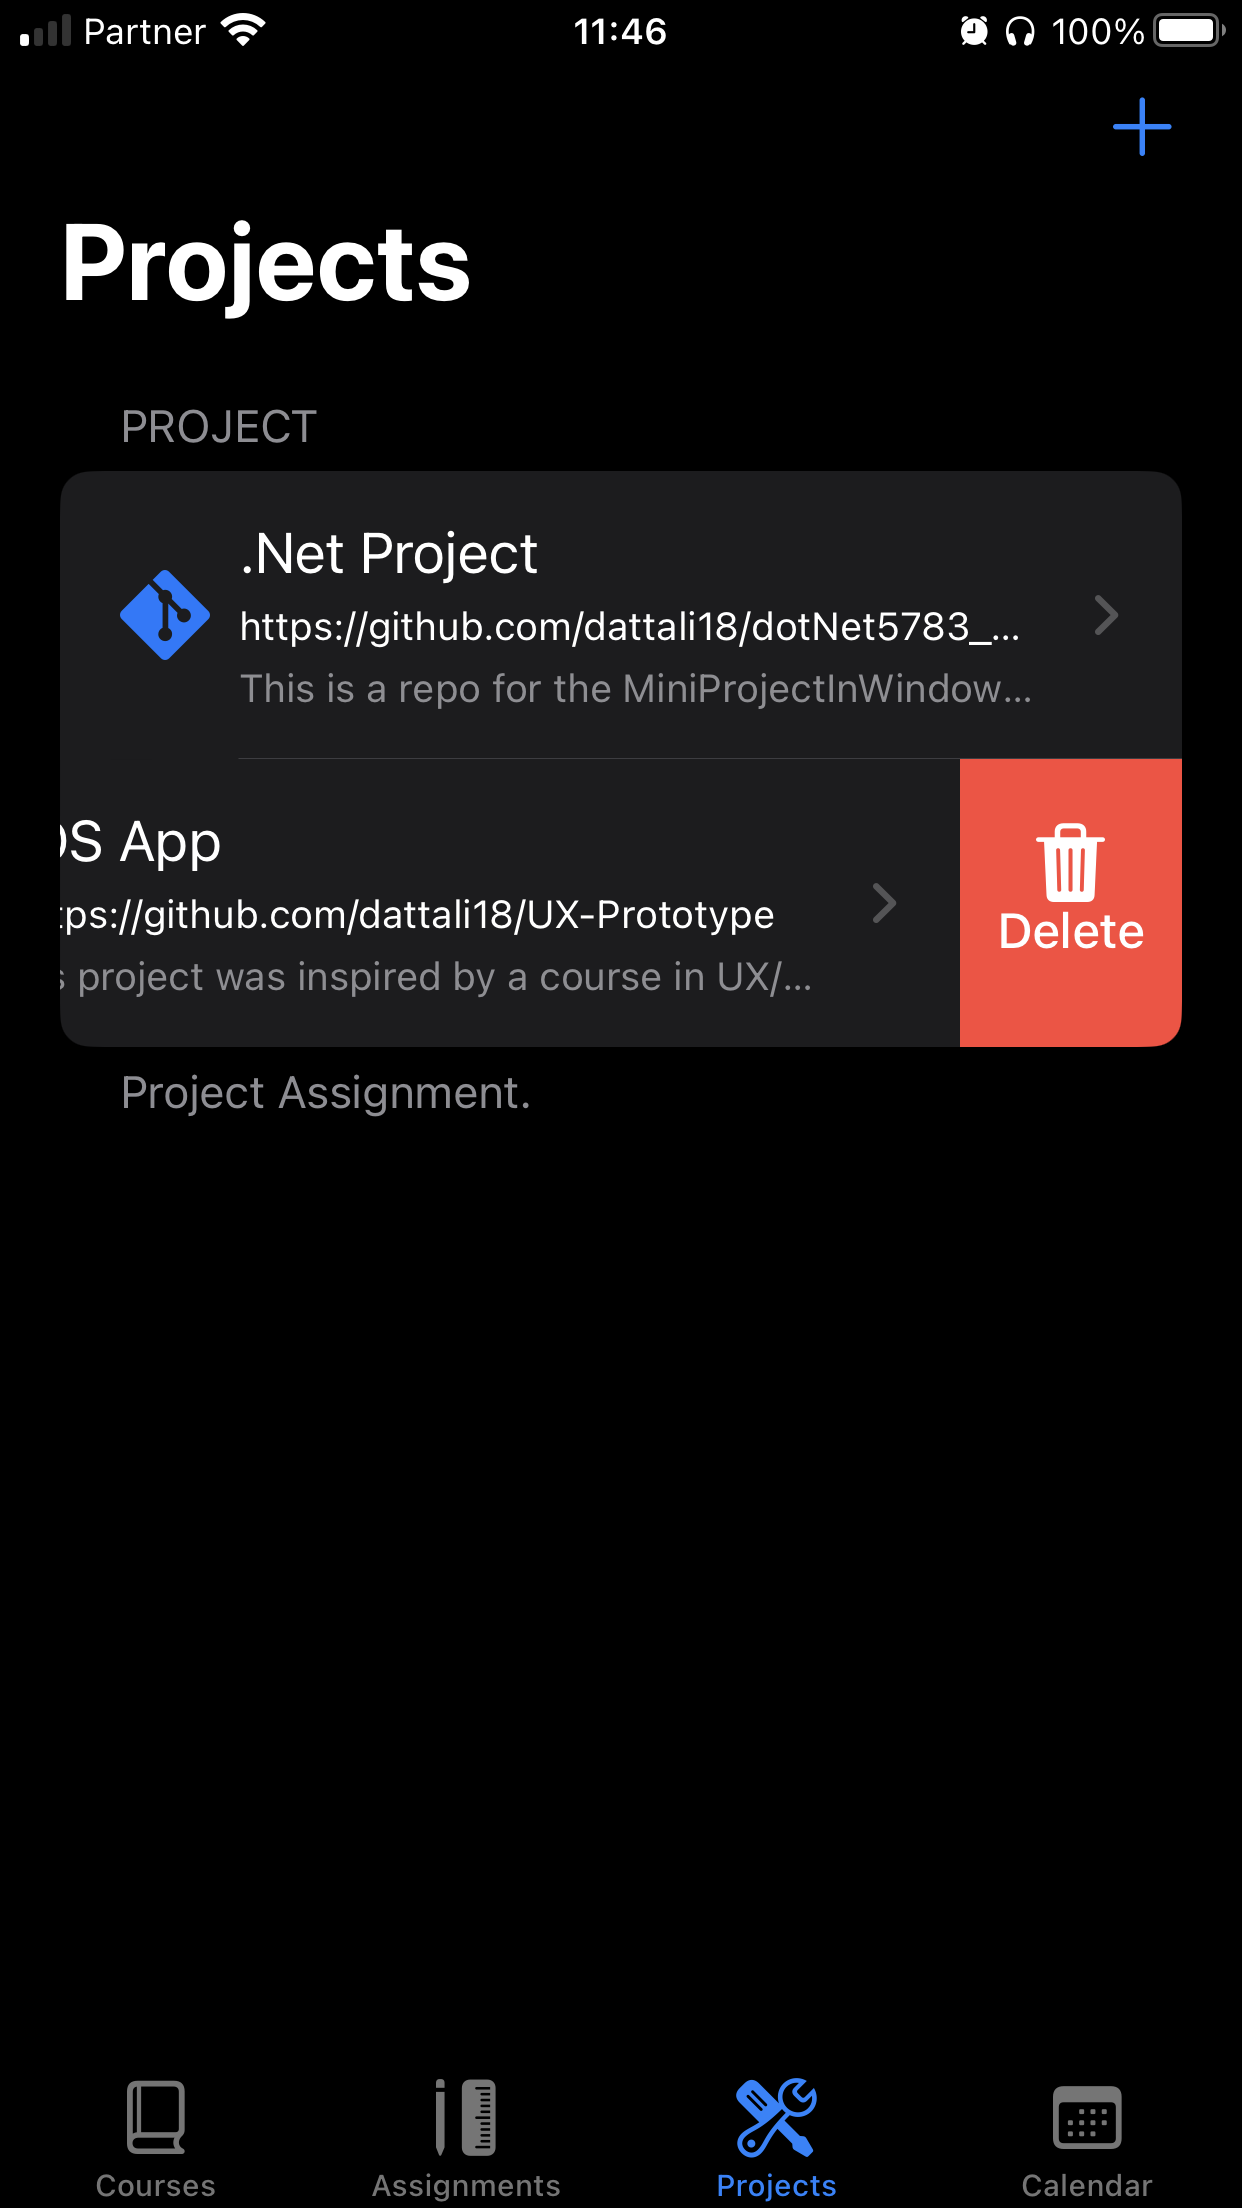 Partner
11:46
100%
Projects
PROJECT
.Net Project
https://github.com/dattali18/dotNet5783_...
This is a repo for the MiniProjectInWindow...
OS App
tps://github.com/dattali18/UX-Prototype
s project was inspired by a course in UX/...
Delete
Project Assignment.
Courses
Assignments
Projects
Calendar